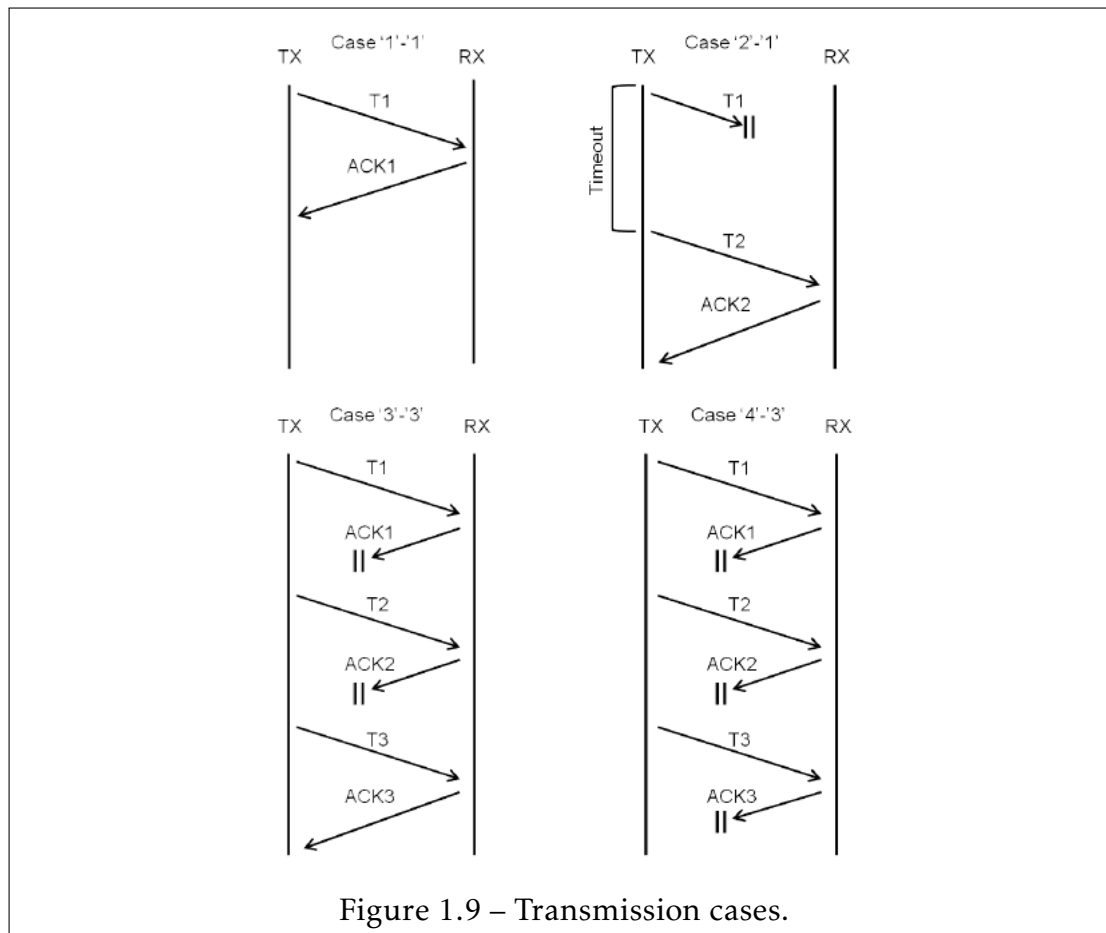 Case '1'-'1'
TX
RX
T1
ACK1
Case '2'-'1'
TX
RX
T1
Timeout
T2
ACK2
Case '3'-'3'
TX
RX
T1
ACK1
T2
ACK2
T3
ACK3
Case '4'-'3'
TX
RX
T1
ACK1
T2
ACK2
T3
ACK3
Figure 1.9 – Transmission cases.